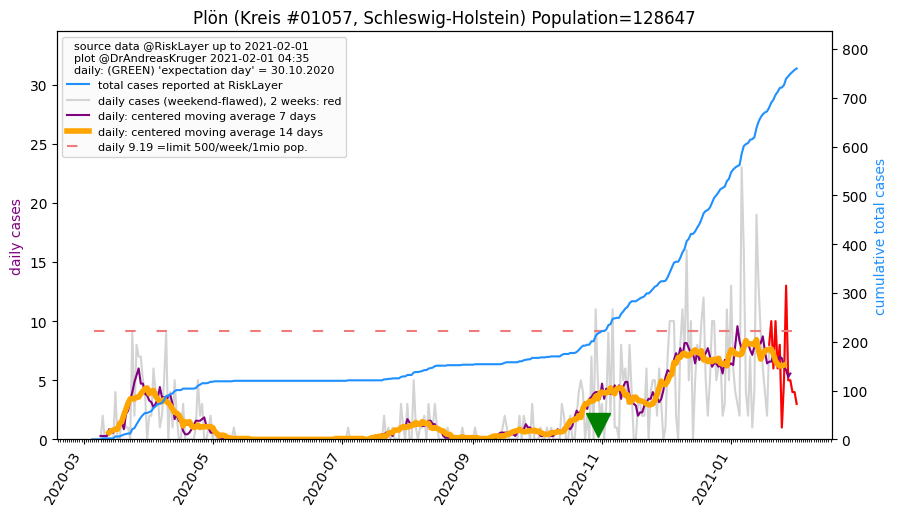 Plön (Kreis #01057, Schleswig-Holstein) Population=128647
source data @RiskLayer up to 2021-02-01
plot @DrAndreasKruger 2021-02-01 04:35
daily: (GREEN) 'expectation day' = 30.10.2020
total cases reported at RiskLayer
daily cases (weekend-flawed), 2 weeks: red
daily: centered moving average 7 days
daily: centered moving average 14 days
daily 9.19 =limit 500/week/1mio pop.
daily cases
30
25
20
15
10
5
0
cumulative total cases
800
700
600
500
400
300
200
100
0
2020-03
2020-05
2020-07
2020-09
2020-11
2021-01